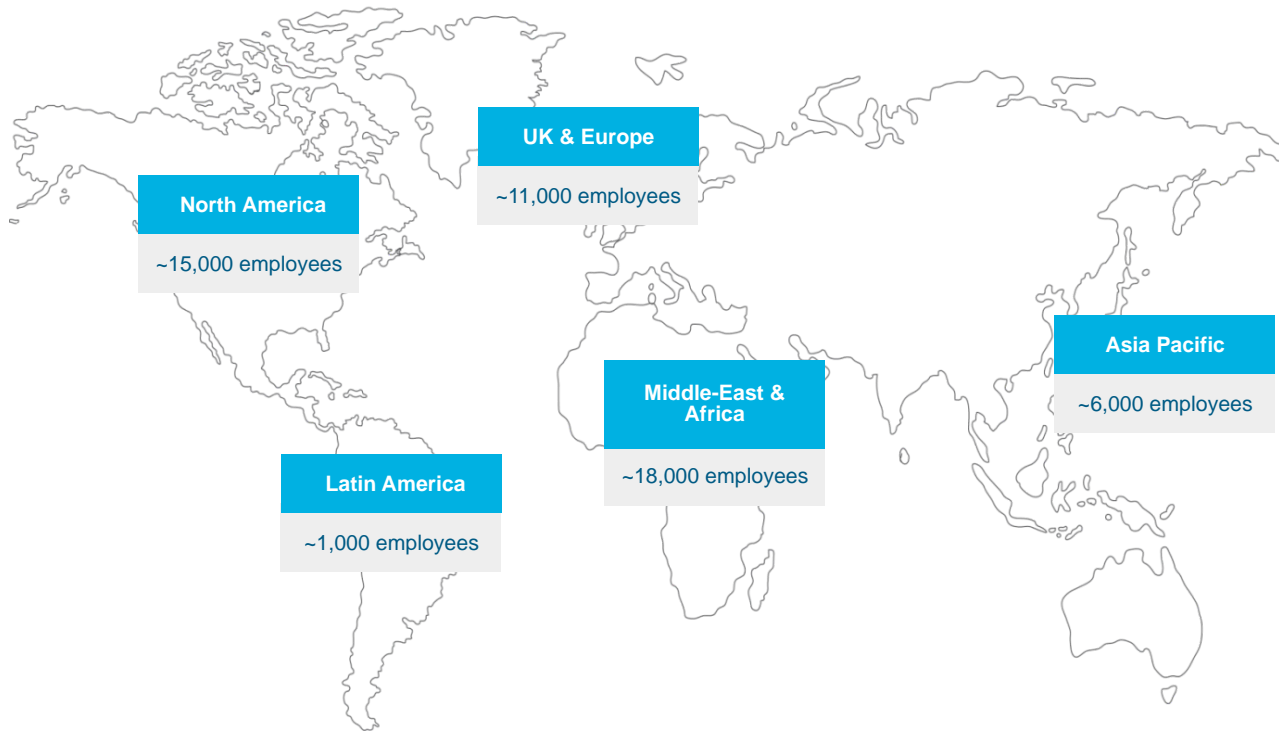 UK & Europe
~11,000 employees
North America
~15,000 employees
Asia Pacific
~6,000 employees
Middle-East &
Africa
~18,000 employees
Latin America
~1,000 employees